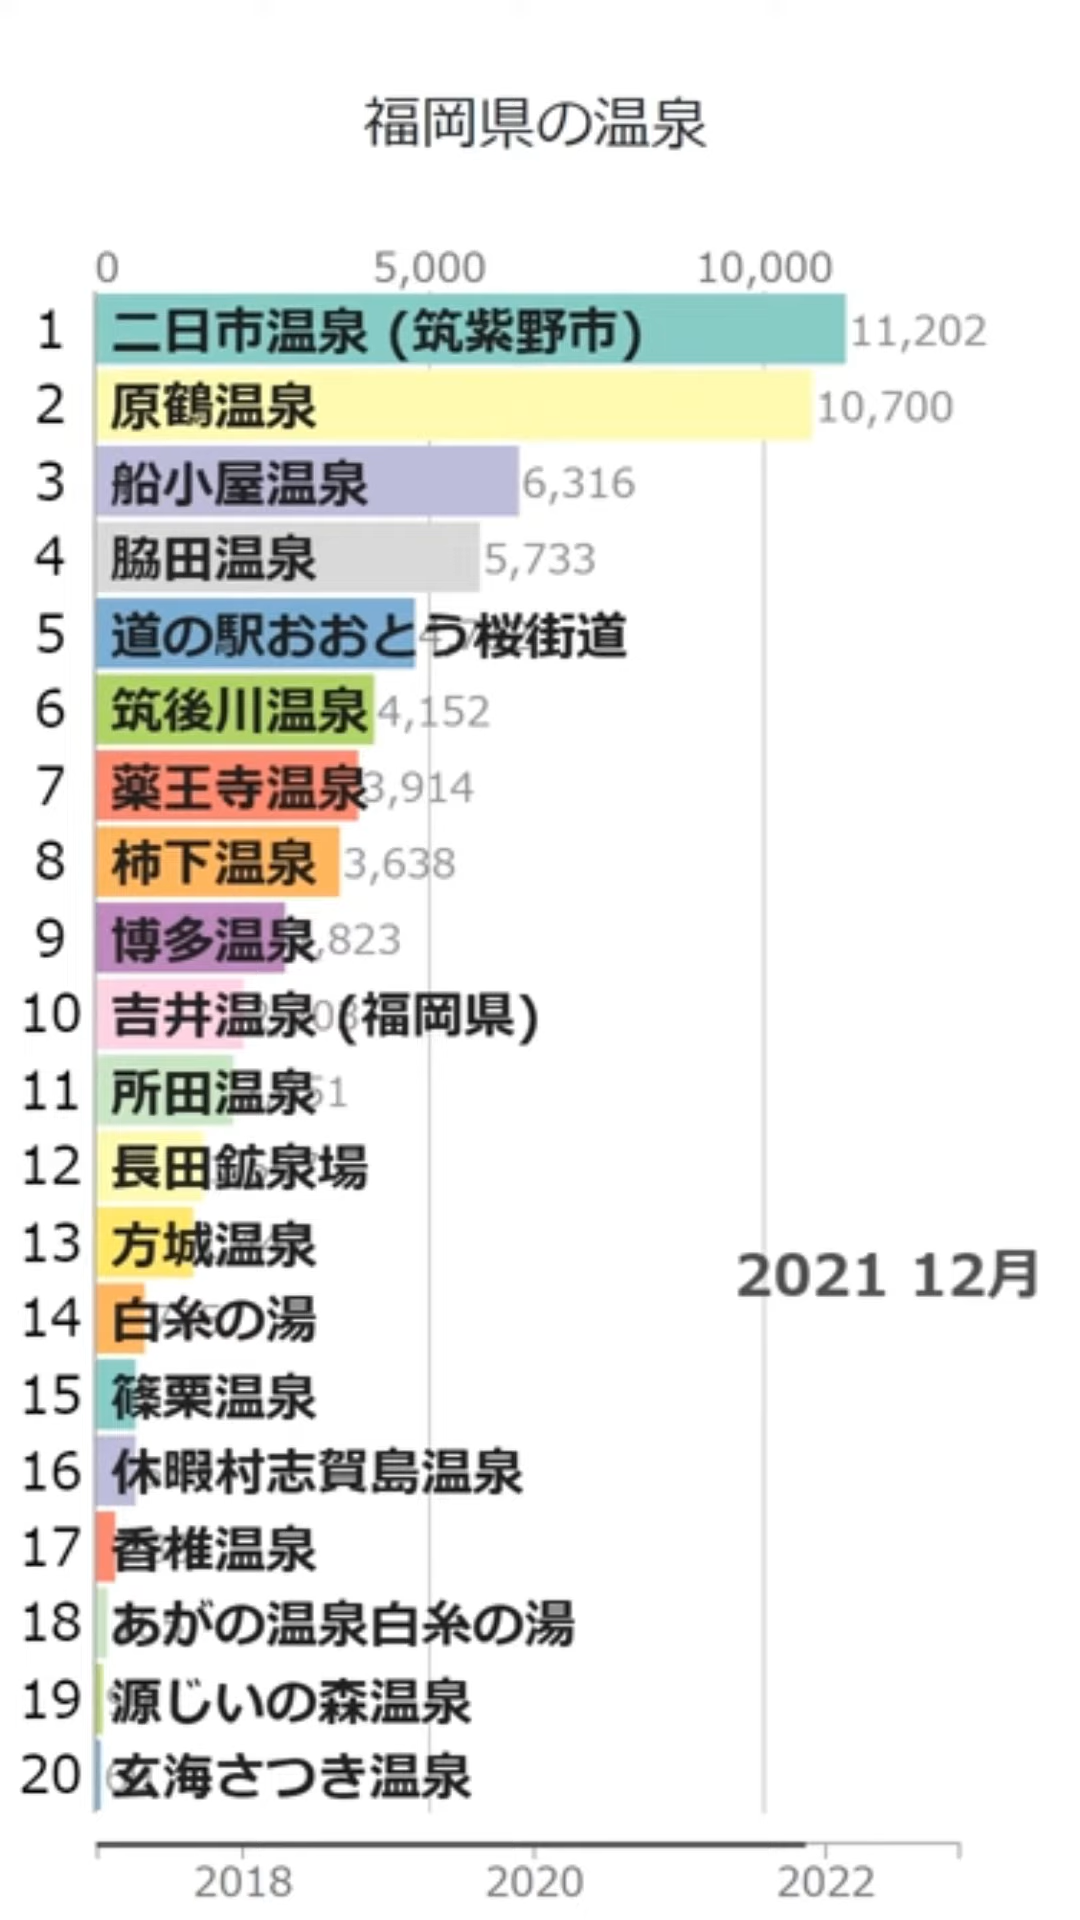 福岡県の温泉
0 5,000 10,000
1 二日市温泉 (筑紫野市) 11,202
2 原鶴温泉 10,700
3 船小屋温泉 6,316
4 脇田温泉 5,733
5 道の駅おおとう桜街道
6 筑後川温泉 4,152
7 薬王寺温泉 3,914
8 柿下温泉 3,638
9 博多温泉 ,823
10 吉井温泉 (福岡県)
11 所田温泉
12 長田鉱泉場
13 方城温泉
2021 12月
14 白糸の湯
15 篠栗温泉
16 休暇村志賀島温泉
17 香椎温泉
18 あがの温泉白糸の湯
19 源じいの森温泉
20 玄海さつき温泉
2018 2020 2022